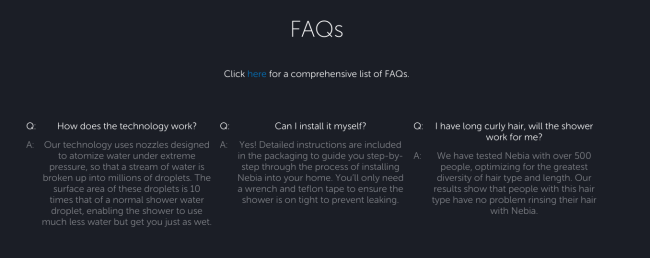 FAQs
Click here for a comprehensive list of FAQs.
Q: How does the technology work?
A: Our technology uses nozzles designed
to atomize water under extreme
pressure, so that a stream of water is
broken up into millions of droplets. The
surface area of these droplets is 10
times that of a normal shower water
droplet, enabling the shower to use
much less water but get you just as wet.
Q: Can I install it myself?
A: Yes! Detailed instructions are included
in the packaging to guide you step-by-
step through the process of installing
Nebia into your home. You'll only need
a wrench and teflon tape to ensure the
shower is on tight to prevent leaking.
Q: I have long curly hair, will the shower
work for me?
A: We have tested Nebia with over 500
people, optimizing for the greatest
diversity of hair type and length. Our
results show that people with this hair
type have no problem rinsing their hair
with Nebia.